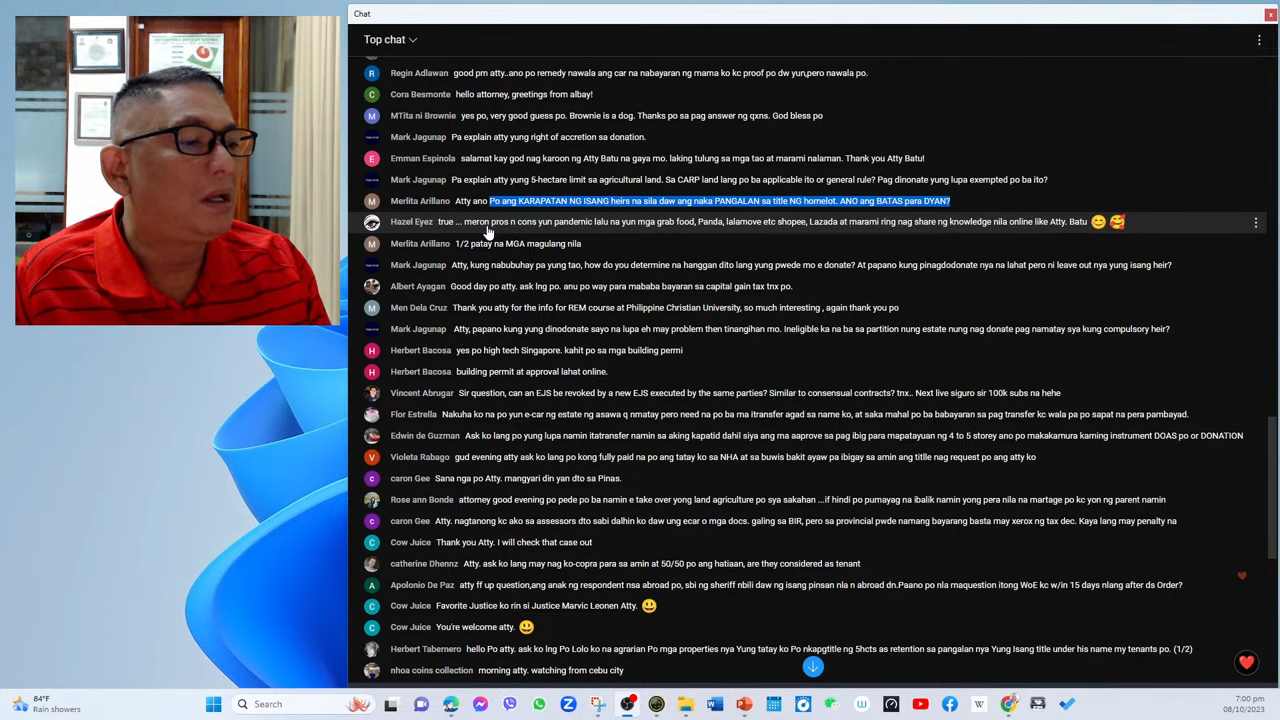 Chat
Top chat
Regin Adlawan good pm atty..ano po remedy nawala ang car na nabayaran ng mama ko kc proof po dw yun,pero nawala po.
Cora Besmonte hello attorney, greetings from albay!
MTita ni Brownie yes po, very good guess po. Brownie is a dog. Thanks po sa pag answer ng qxns. God bless po
Mark Jagunap Pa explain atty yung right of accretion sa donation.
Emman Espinola salamat kay god nag karoon ng Atty Batu na gaya mo. laking tulung sa mga tao at marami nalaman. Thank you Atty Batu!
Mark Jagunap Pa explain atty yung 5-hectare limit sa agricultural land. Sa CARP land lang po ba applicable ito or general rule? Pag dinonate yung lupa exempted po ba ito?
Merlita Arillano Atty ano Po ang KARAPATAN NG ISANG heirs na sila daw ang naka PANGALAN sa title NG homelot. ANO ang BATAS para DYAN?
Hazel Eyez true ... meron pros n cons yun pandemic lalu na yun mga grab food, Panda, lalamove etc shopee, Lazada at marami ring nag share ng knowledge nila online like Atty. Batu 😊 🥰
Merlita Arillano 1/2 patay na MGA magulang nila
Mark Jagunap Atty, kung nabubuhay pa yung tao, how do you determine na hanggan dito lang yung pwede mo e donate? At papano kung pinagdodonate nya na lahat pero ni leave out nya yung isang heir?
Albert Ayagan Good day po atty. ask lng po. anu po way para mababa bayaran sa capital gain tax tnx po.
Men Dela Cruz Thank you atty for the info for REM course at Philippine Christian University, so much interesting , again thank you po
Mark Jagunap Atty, papano kung yung dinodonate sayo na lupa eh may problem then tinangihan mo. Ineligible ka na ba sa partition nung estate nung nag donate pag namatay sya kung compulsory heir?
Herbert Bacosa yes po high tech Singapore. kahit po sa mga building permi
Herbert Bacosa building permit at approval lahat online.
Vincent Abrugar Sir question, can an EJS be revoked by a new EJS executed by the same parties? Similar to consensual contracts? tnx.. Next live siguro sir 100k subs na hehe
Flor Estrella Nakuha ko na po yun e-car ng estate ng asawa q nmatay pero need na po ba ma itransfer agad sa name ko, at saka mahal po ba babayaran sa pag transfer kc wala pa po sapat na pera pambayad.
Edwin de Guzman Ask ko lang po yung lupa namin itatransfer namin sa aking kapatid dahil siya ang ma aaprove sa pag ibig para mapatayuan ng 4 to 5 storey ano po makakamura kaming instrument DOAS po or DONATION
Violeta Rabago gud evening atty ask lang po kong fully paid na po ang tatay ko sa NHA at sa buwis bakit ayaw pa ibigay sa amin ang titlle nag request po ang atty ko
caron Gee Sana nga po Atty. mangyari din yan dto sa Pinas.
Rose ann Bonde attorney good evening po pede po ba namin e take over yong land agriculture po sya sakahan ...if hindi po pumayag na ibalik namin yong pera nila na martage po kc yon ng parent namin
caron Gee Atty. nagtanong kc ako sa assessors dto sabi dalhin ko daw ung ecar o mga docs. galing sa BIR, pero sa provincial pwde namang bayarang basta may xerox ng tax dec. Kaya lang may penalty na
Cow Juice Thank you Atty. I will check that case out
catherine Dhennz Atty. ask ko lang may nag ko-copra para sa amin at 50/50 po ang hatiaan, are they considered as tenant
Apolonio De Paz atty ff up question,ang anak ng respondent nsa abroad po, sbi ng sheriff nbili daw ng isang pinsan nla n abroad dn.Paano po nla maquestion itong WoE kc w/in 15 days nlang after ds Order?
Cow Juice Favorite Justice ko rin si Justice Marvic Leonen Atty. 😃
Cow Juice You're welcome atty. 😃
Herbert Tabernero hello Po atty. ask ko lng Po Lolo ko na agrarian Po mga properties nya Yung tatay ko Po nkapgtitle ng 5hcts as retention sa pangalan nya Yung Isang title under his name my tenants po. (1/2)
nhoa coins collection morning atty. watching from cebu city
84°F
Rain showers
Search
7:00 pm
08/10/2023